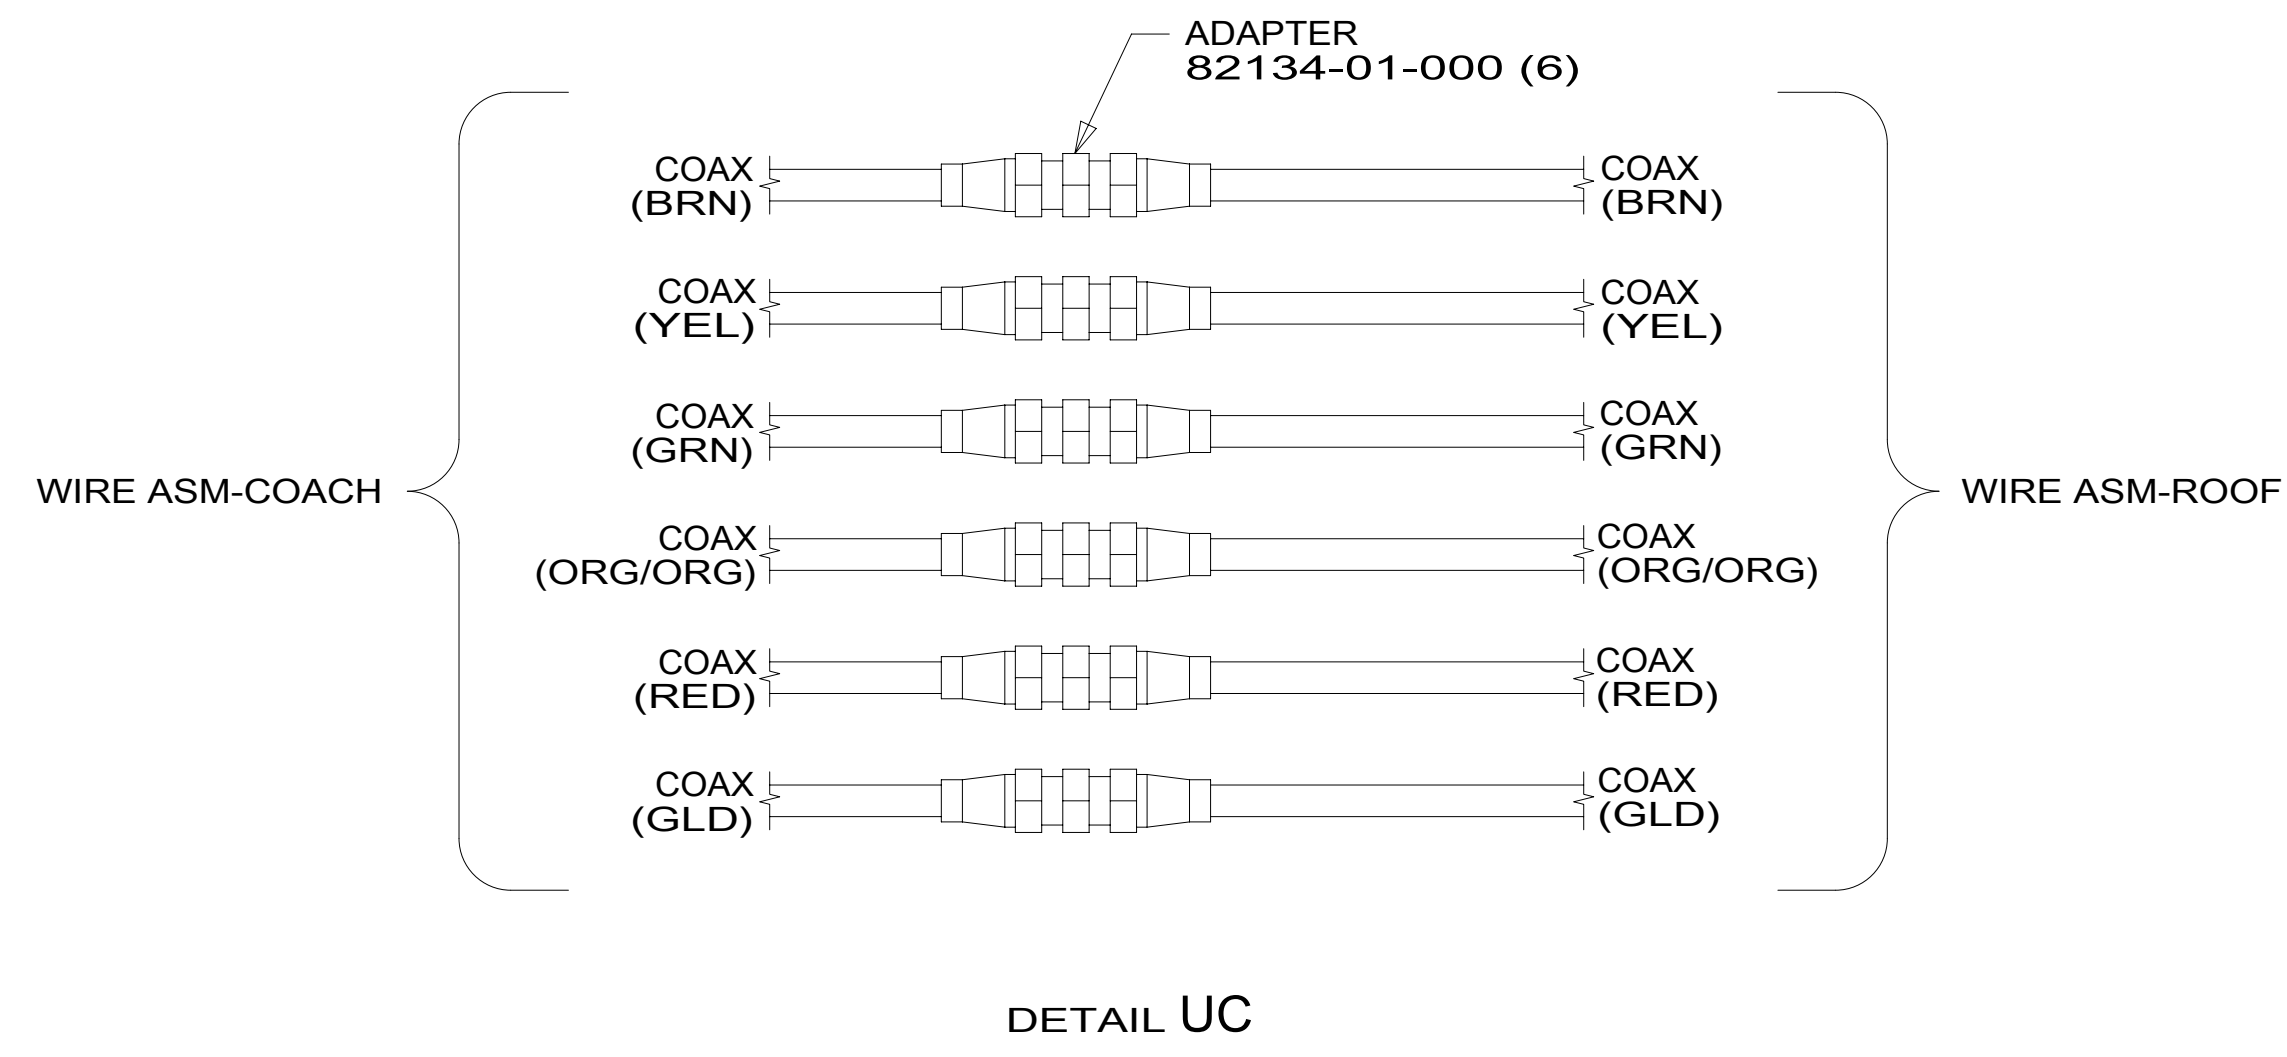 ADAPTER
82134-01-000 (6)
COAX
(BRN)
COAX
(BRN)
COAX
(YEL)
COAX
(YEL)
COAX
(GRN)
COAX
(GRN)
WIRE ASM-COACH
WIRE ASM-ROOF
COAX
(ORG/ORG)
COAX
(ORG/ORG)
COAX
(RED)
COAX
(RED)
COAX
(GLD)
COAX
(GLD)
DETAIL UC